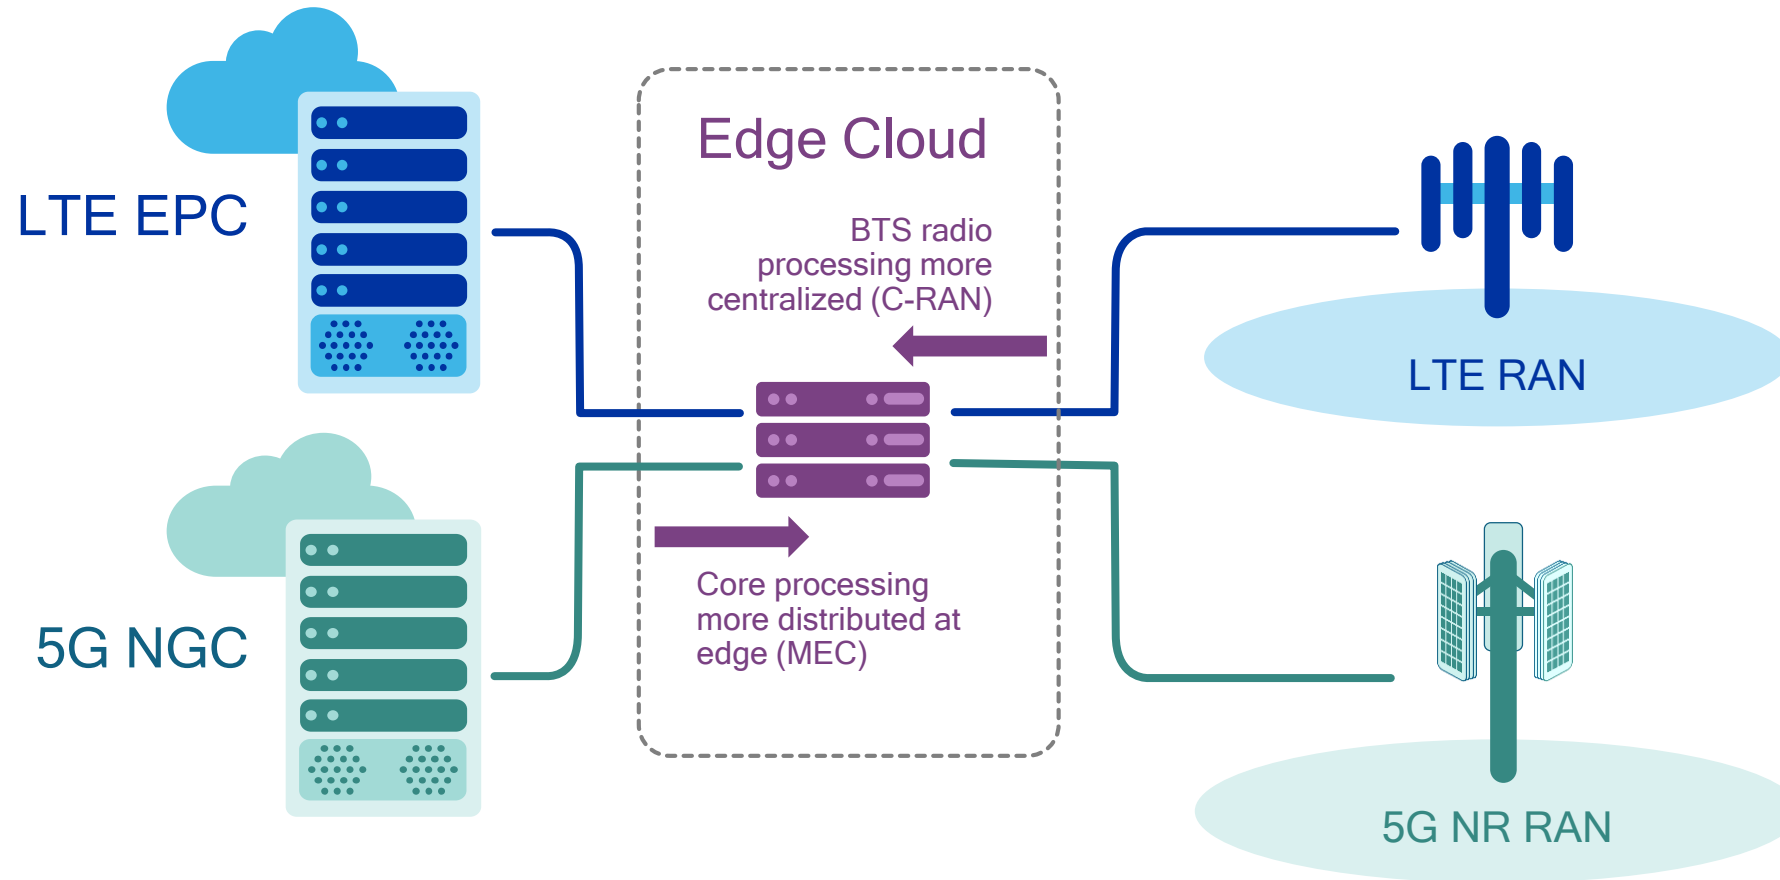 LTE EPC
Edge Cloud
BTS radio
processing more
centralized (C-RAN)
LTE RAN
5G NGC
Core processing
more distributed at
edge (MEC)
5G NR RAN